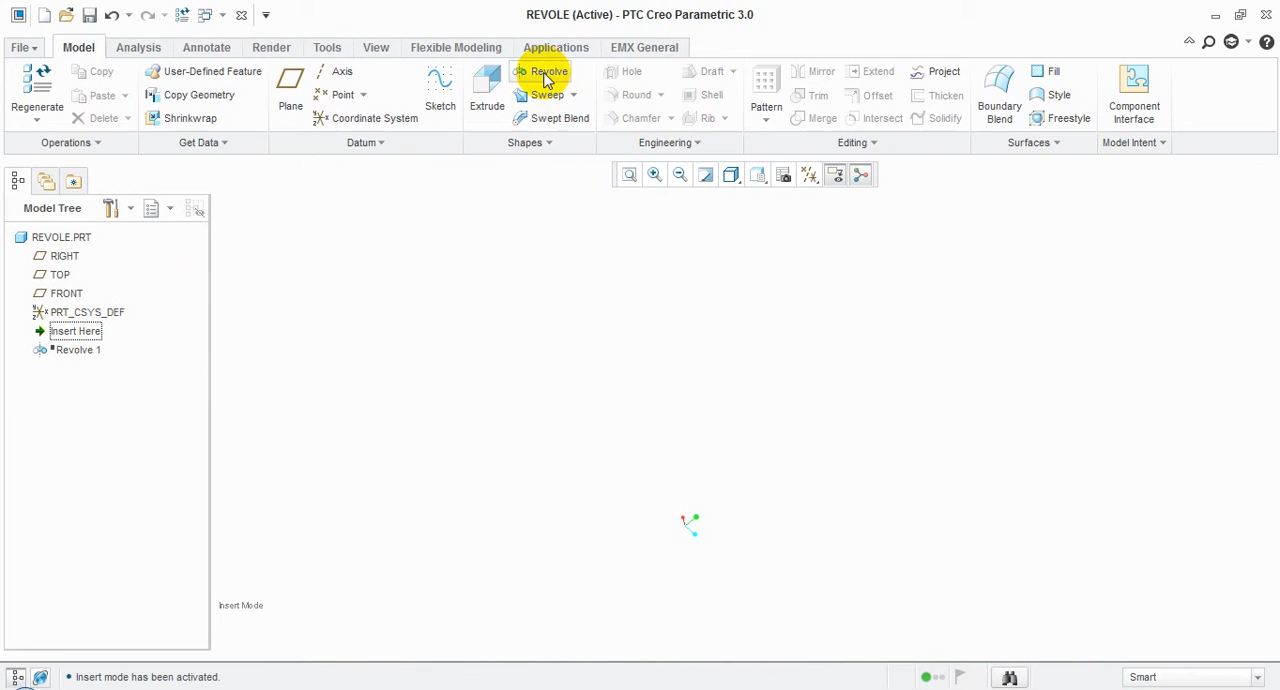 REVOLE (Active) - PTC Creo Parametric 3.0
File Model Analysis Annotate Render Tools View Flexible Modeling Applications EMX General
Regenerate
Copy
Paste
Delete
Operations
User-Defined Feature
Copy Geometry
Shrinkwrap
Get Data
Plane
Axis
Point
Coordinate System
Sketch
Datum
Extrude
Revolve
Sweep
Swept Blend
Shapes
Hole
Round
Chamfer
Draft
Shell
Rib
Engineering
Pattern
Mirror
Trim
Merge
Extend
Offset
Intersect
Project
Thicken
Solidify
Editing
Boundary
Blend
Fill
Style
Freestyle
Surfaces
Component
Interface
Model Intent
Model Tree
REVOLE.PRT
RIGHT
TOP
FRONT
PRT_CSYS_DEF
Insert Here
Revolve 1
Insert Mode
Insert mode has been activated.
Smart